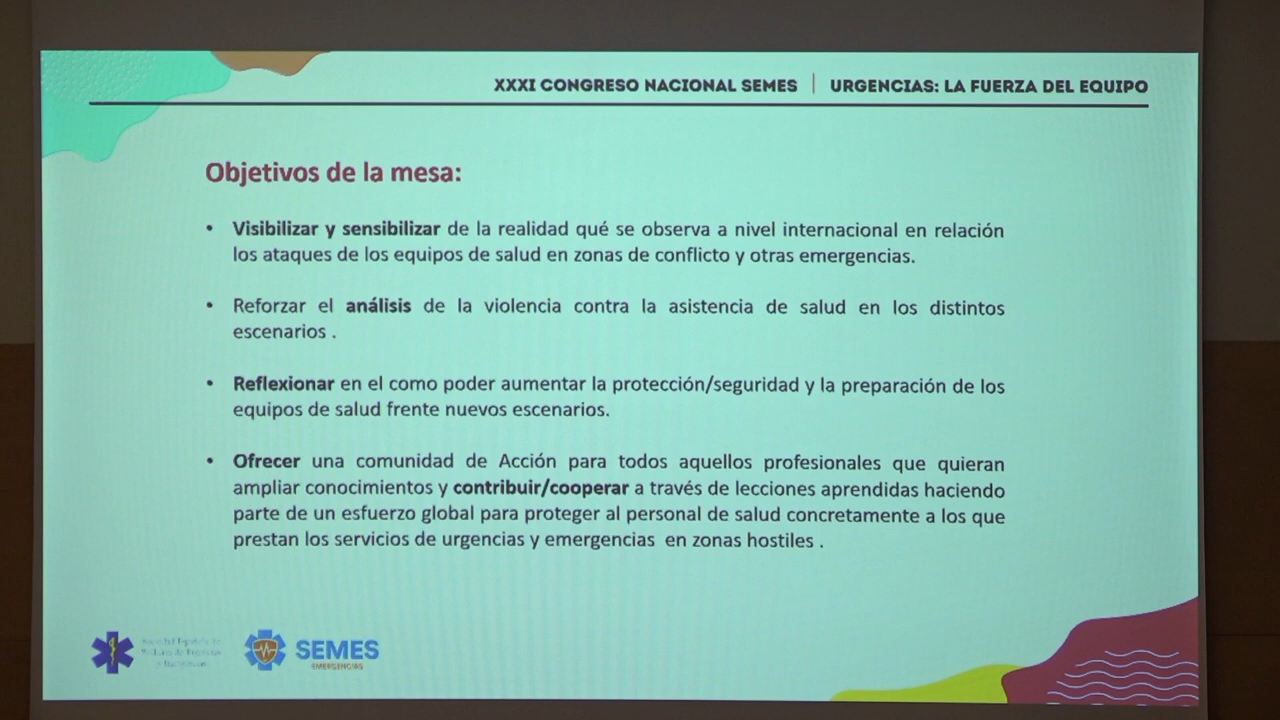 XXXI CONGRESO NACIONAL SEMES | URGENCIAS: LA FUERZA DEL EQUIPO
Objetivos de la mesa:
• Visibilizar y sensibilizar de la realidad qué se observa a nivel internacional en relación
los ataques de los equipos de salud en zonas de conflicto y otras emergencias.
• Reforzar el análisis de la violencia contra la asistencia de salud en los distintos
escenarios .
• Reflexionar en el como poder aumentar la protección/seguridad y la preparación de los
equipos de salud frente nuevos escenarios.
• Ofrecer una comunidad de Acción para todos aquellos profesionales que quieran
ampliar conocimientos y contribuir/cooperar a través de lecciones aprendidas haciendo
parte de un esfuerzo global para proteger al personal de salud concretamente a los que
prestan los servicios de urgencias y emergencias en zonas hostiles .
SEMES
EMERGENCIAS